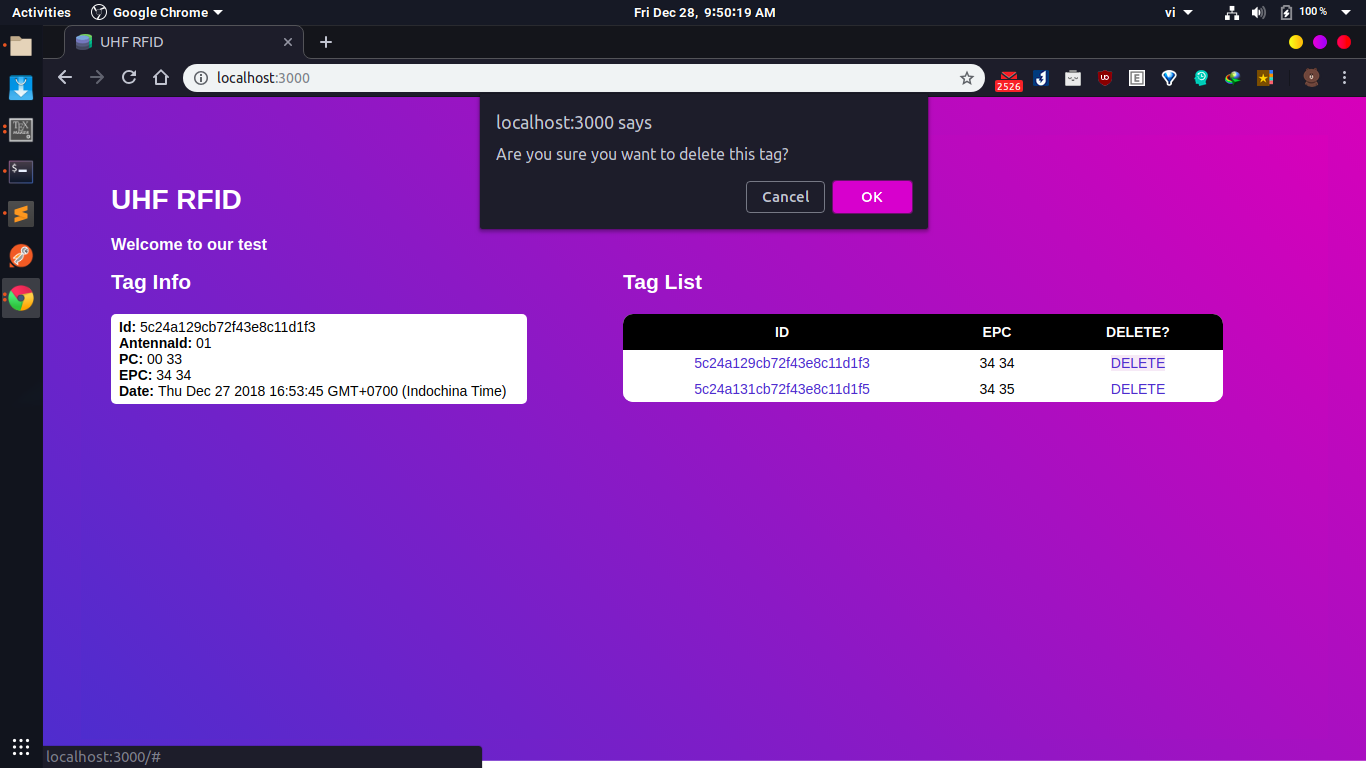 Activities Google Chrome Fri Dec 28, 9:50:19 AM vi 100 %
UHF RFID
localhost:3000 2526
localhost:3000 says
Are you sure you want to delete this tag?
Cancel OK
UHF RFID
Welcome to our test
Tag Info
Id: 5c24a129cb72f43e8c11d1f3
AntennaId: 01
PC: 00 33
EPC: 34 34
Date: Thu Dec 27 2018 16:53:45 GMT+0700 (Indochina Time)
Tag List
ID EPC DELETE?
5c24a129cb72f43e8c11d1f3 34 34 DELETE
5c24a131cb72f43e8c11d1f5 34 35 DELETE
localhost:3000/#